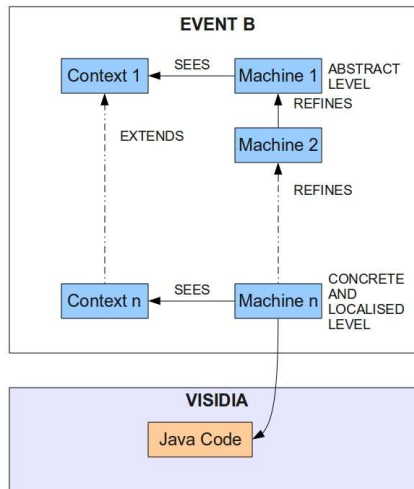 EVENT B
Context 1
SEES
Machine 1
ABSTRACT
LEVEL
REFINES
EXTENDS
Machine 2
REFINES
Context n
SEES
Machine n
CONCRETE
AND
LOCALISED
LEVEL
VISIDIA
Java Code